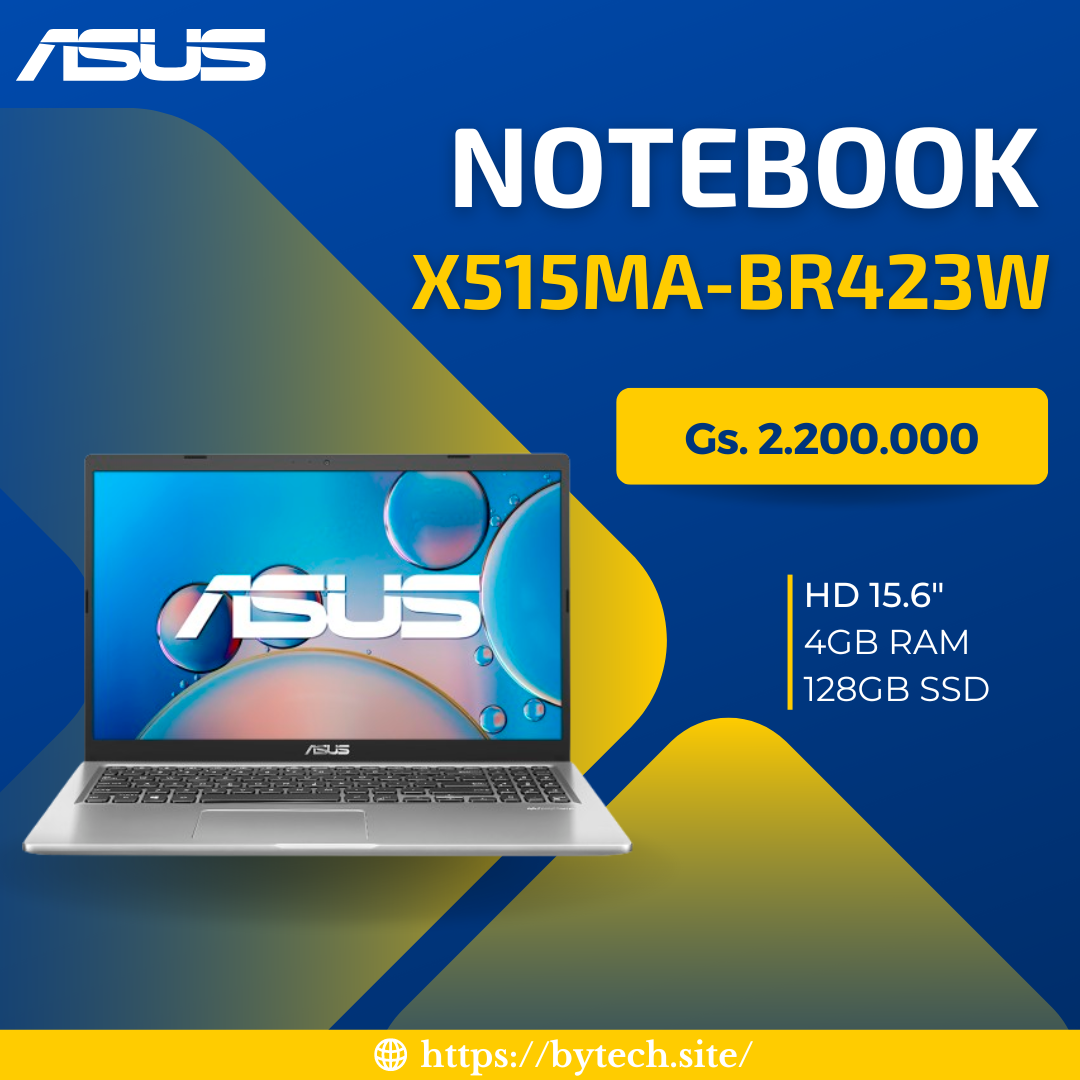 ASUS
NOTEBOOK
X515MA-BR423W
Gs. 2.200.000
ASUS
ASUS
HD 15.6"
4GB RAM
128GB SSD
https://bytech.site/